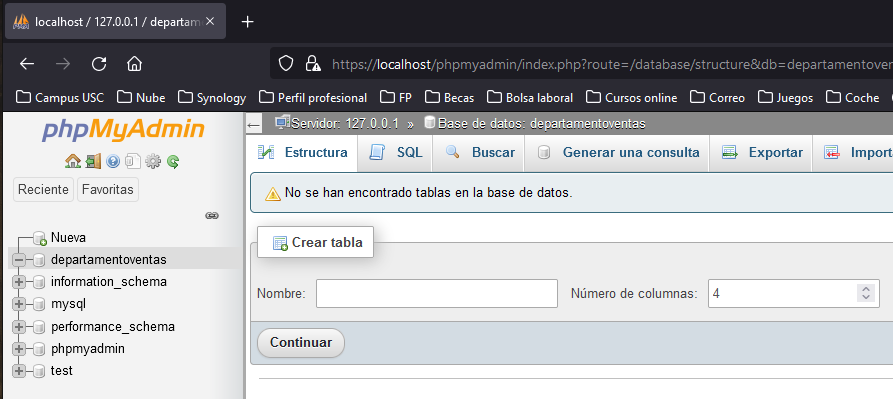 localhost / 127.0.0.1 / departam
https://localhost/phpmyadmin/index.php?route=/database/structure&db=departamentoven
Campus USC Nube Synology Perfil profesional FP Becas Bolsa laboral Cursos online Correo Juegos Coche
phpMyAdmin
Reciente Favoritas
Nueva
departamentoventas
information_schema
mysql
performance_schema
phpmyadmin
test
Servidor: 127.0.0.1 » Base de datos: departamentoventas
Estructura SQL Buscar Generar una consulta Exportar Import
No se han encontrado tablas en la base de datos.
Crear tabla
Nombre: Número de columnas: 4
Continuar